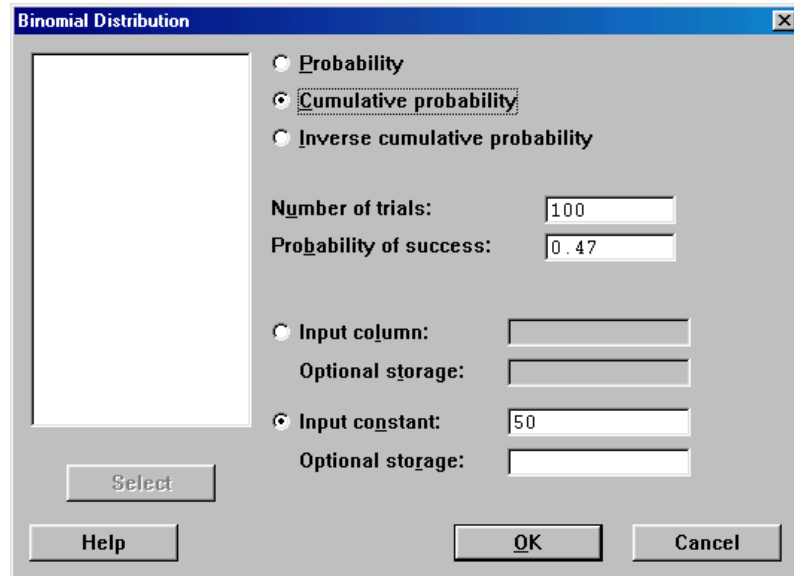 Binomial Distribution
Probability
Cumulative probability
Inverse cumulative probability
Number of trials: 100
Probability of success: 0.47
Input column:
Optional storage:
Input constant: 50
Optional storage:
Select
Help OK Cancel